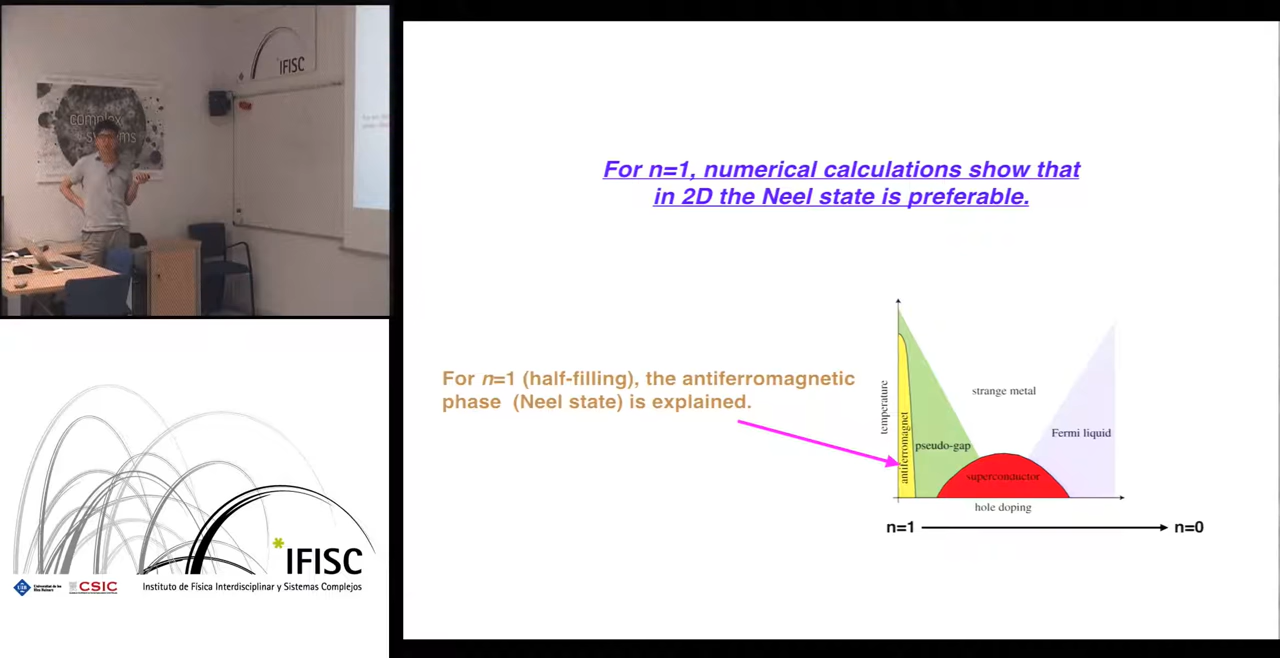 IFISC
complex
systems
For n=1, numerical calculations show that
in 2D the Neel state is preferable.
For n=1 (half-filling), the antiferromagnetic
phase (Neel state) is explained.
temperature
antiferromagnet
pseudo-gap
strange metal
Fermi liquid
superconductor
hole doping
n=1
n=0
IFISC
CSIC
Instituto de Física Interdisciplinar y Sistemas Complejos